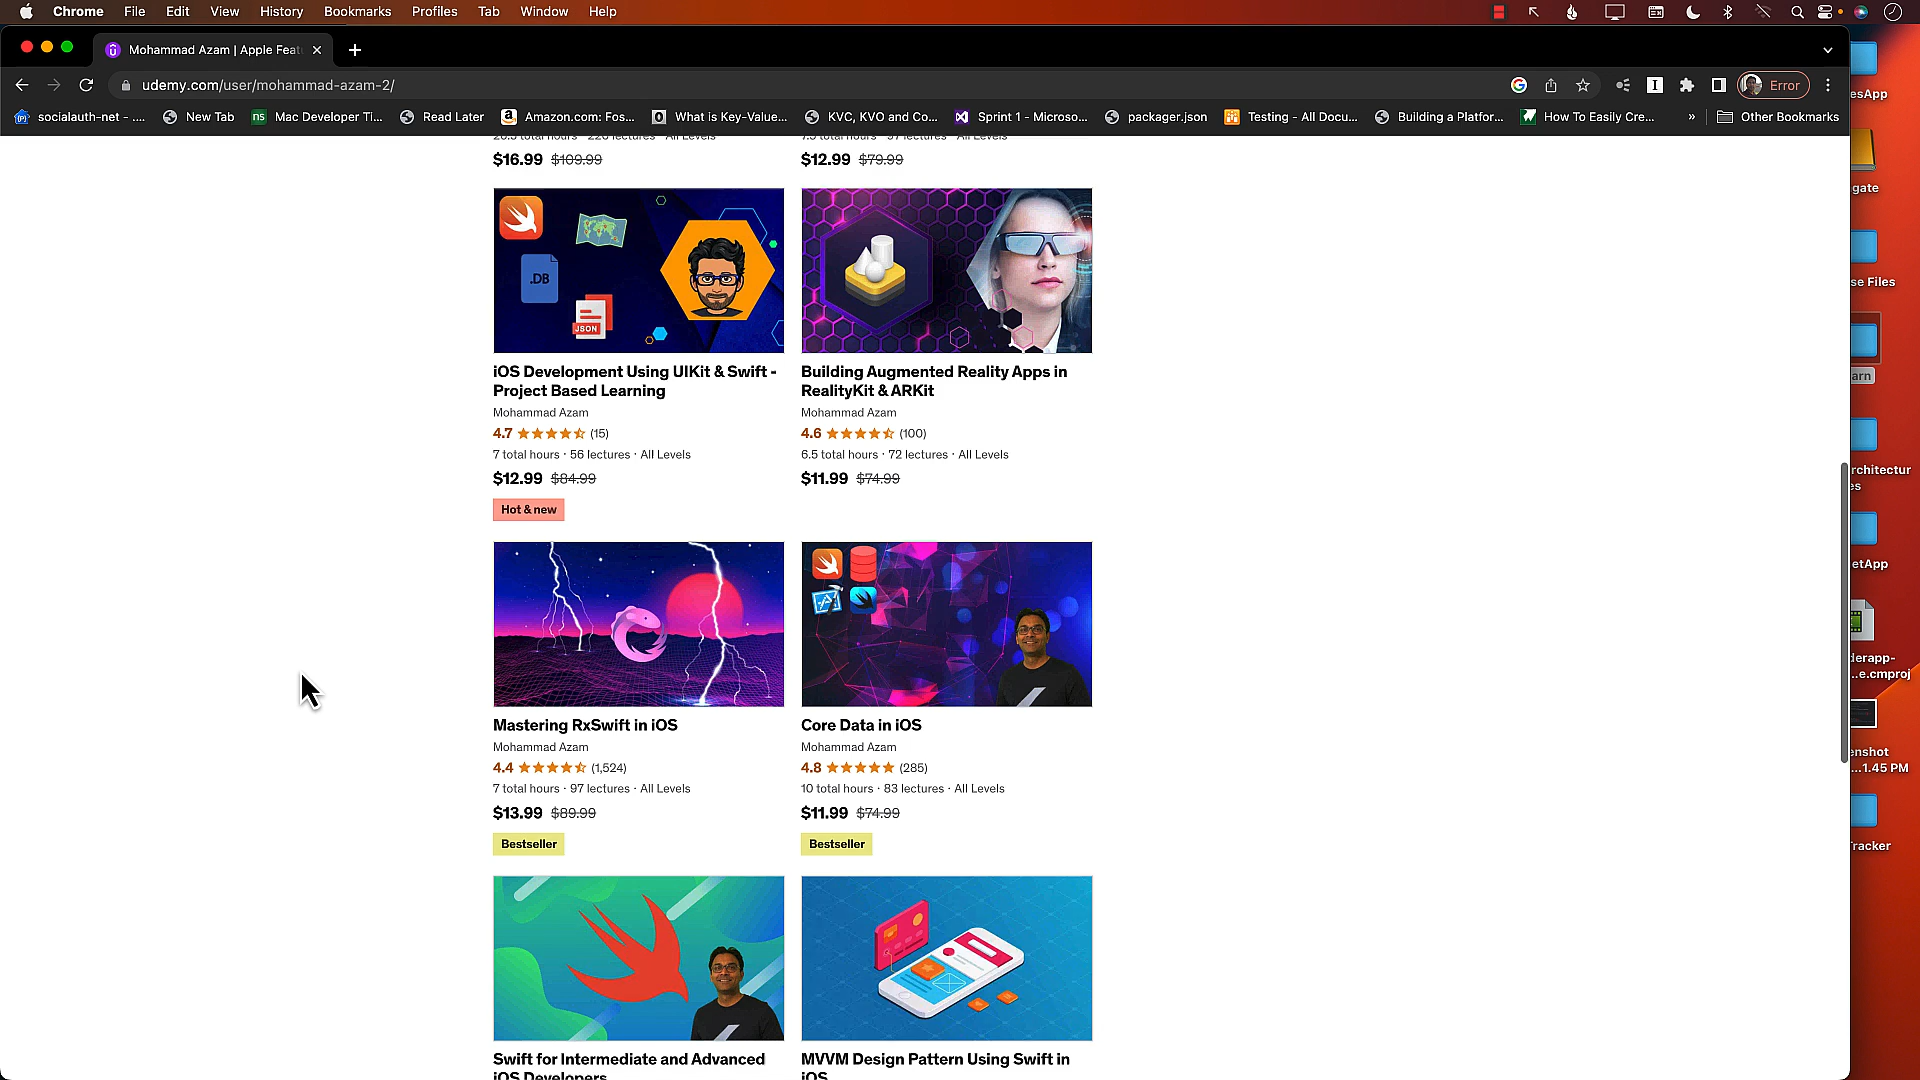 Chrome File Edit View History Bookmarks Profiles Tab Window Help
Mohammad Azam | Apple Feat
udemy.com/user/mohammad-azam-2/
Error
socialauth-net - .... New Tab Mac Developer Ti... Read Later Amazon.com: Fos... What is Key-Value... KVC, KVO and Co... Sprint 1 - Microso... packager.json Testing - All Docu... Building a Platfor... How To Easily Cre... » Other Bookmarks
$16.99 $109.99
$12.99 $79.99
.DB
JSON
iOS Development Using UIKit & Swift -
Project Based Learning
Mohammad Azam
4.7 (15)
7 total hours · 56 lectures · All Levels
$12.99 $84.99
Hot & new
Building Augmented Reality Apps in
RealityKit & ARKit
Mohammad Azam
4.6 (100)
6.5 total hours · 72 lectures · All Levels
$11.99 $74.99
Mastering RxSwift in iOS
Mohammad Azam
4.4 (1,524)
7 total hours · 97 lectures · All Levels
$13.99 $89.99
Bestseller
Core Data in iOS
Mohammad Azam
4.8 (285)
10 total hours · 83 lectures · All Levels
$11.99 $74.99
Bestseller
Swift for Intermediate and Advanced
iOS Developers
MVVM Design Pattern Using Swift in
iOS
esApp
gate
se Files
arn
rchitectur
es
etApp
derapp-
...e.cmproj
enshot
...1.45 PM
Tracker